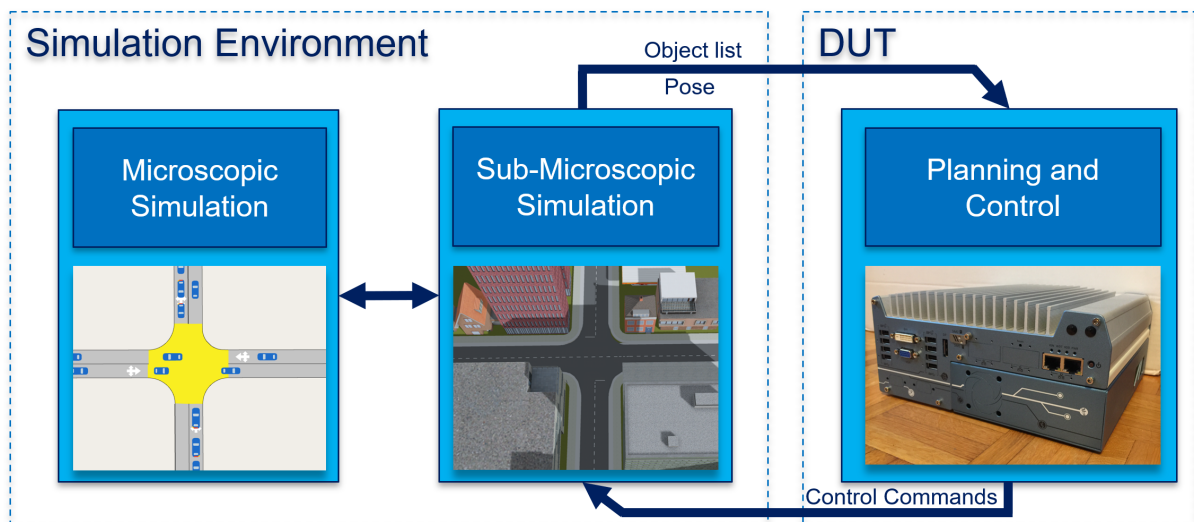 Simulation Environment
DUT
Object list
Pose
Microscopic
Simulation
Sub-Microscopic
Simulation
Planning and
Control
Control Commands